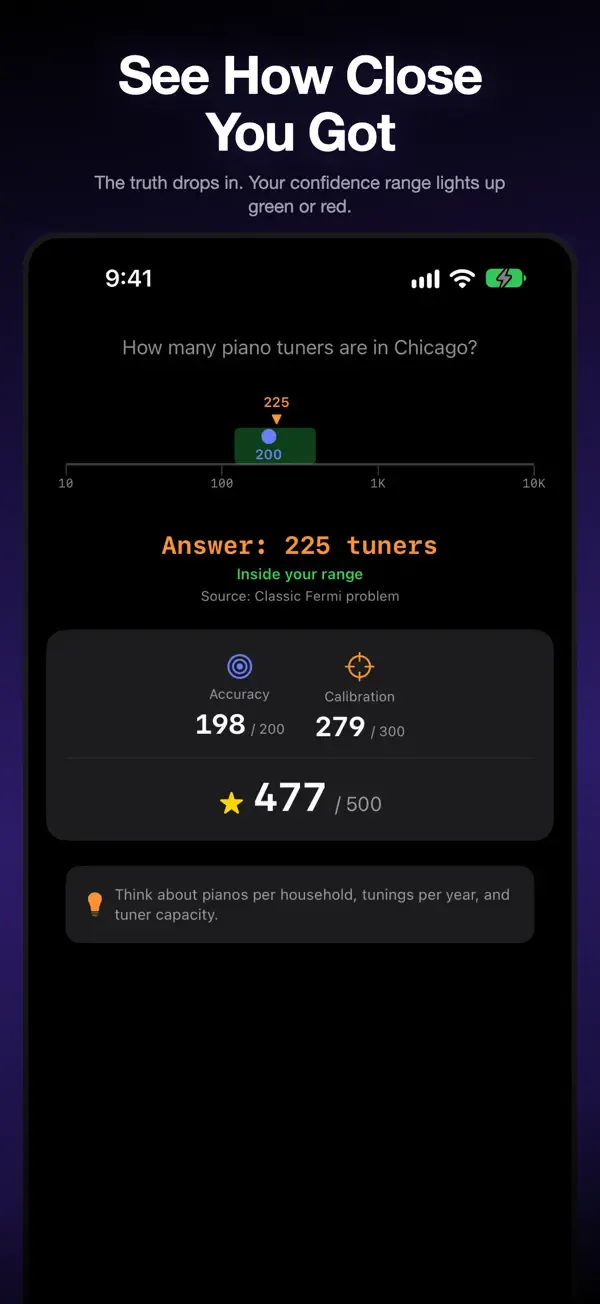 See How Close
You Got
The truth drops in. Your confidence range lights up
green or red.
9:41
How many piano tuners are in Chicago?
225
200
10 100 1K 10K
Answer: 225 tuners
Inside your range
Source: Classic Fermi problem
Accuracy Calibration
198 / 200 279 / 300
477 / 500
Think about pianos per household, tunings per year, and
tuner capacity.